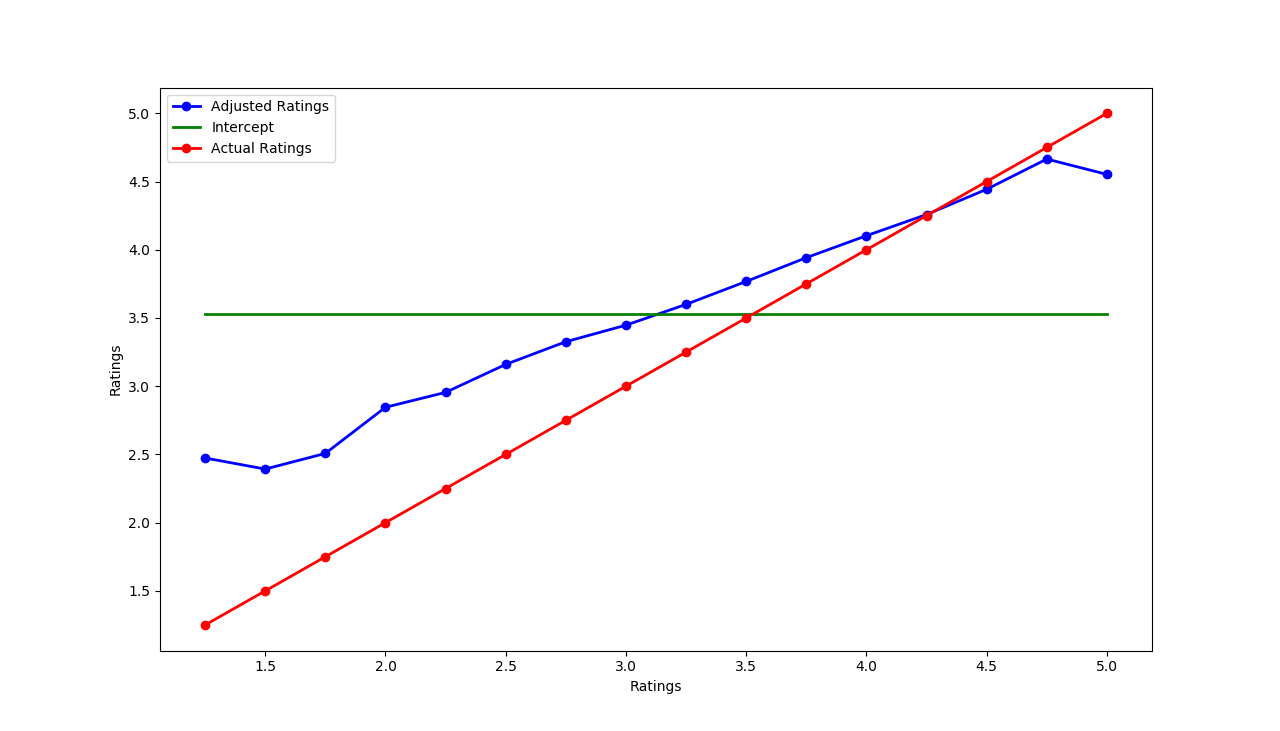 Adjusted Ratings
Intercept
Actual Ratings
5.0
4.5
4.0
3.5
3.0
2.5
2.0
1.5
Ratings
1.5 2.0 2.5 3.0 3.5 4.0 4.5 5.0
Ratings